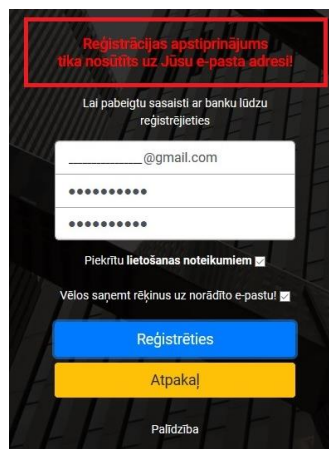 Reģistrācijas apstiprinājums
tika nosūtīts uz Jūsu e-pasta adresi!
Lai pabeigtu sasaisti ar banku lūdzu
reģistrējieties
______________@gmail.com
●●●●●●●●●●
●●●●●●●●●●
Piekrītu lietošanas noteikumiem
Vēlos saņemt rēķinus uz norādīto e-pastu!
Reģistrēties
Atpakaļ
Palīdzība